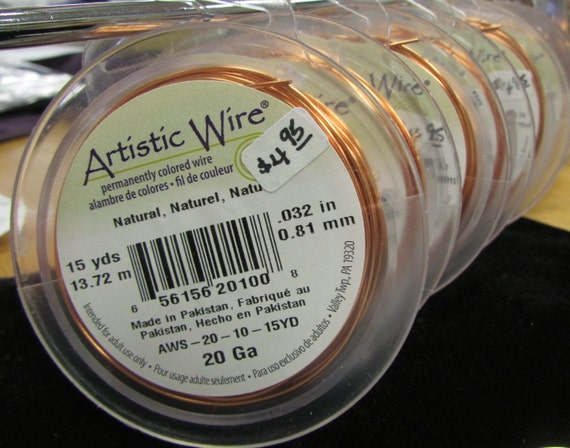 Artistic Wire®
$4.95
permanently colored wire
alambre de colores • fil de couleur
Natural, Naturel, Natu
15 yds
13.72 m
.032 in
0.81 mm
6 56156 20100 8
Made in Pakistan, Fabriqué au
Pakistan, Hecho en Pakistan
AWS-20-10-15YD
20 Ga
Intended for adult use only • Pour usage adulte seulement • Para uso exclusivo de adultos • Valley Twp., PA 19320
95